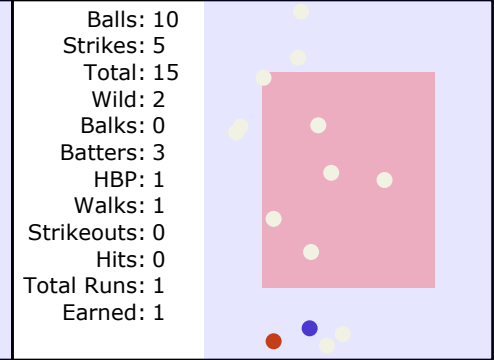 Balls: 10
Strikes: 5
Total: 15
Wild: 2
Balks: 0
Batters: 3
HBP: 1
Walks: 1
Strikeouts: 0
Hits: 0
Total Runs: 1
Earned: 1